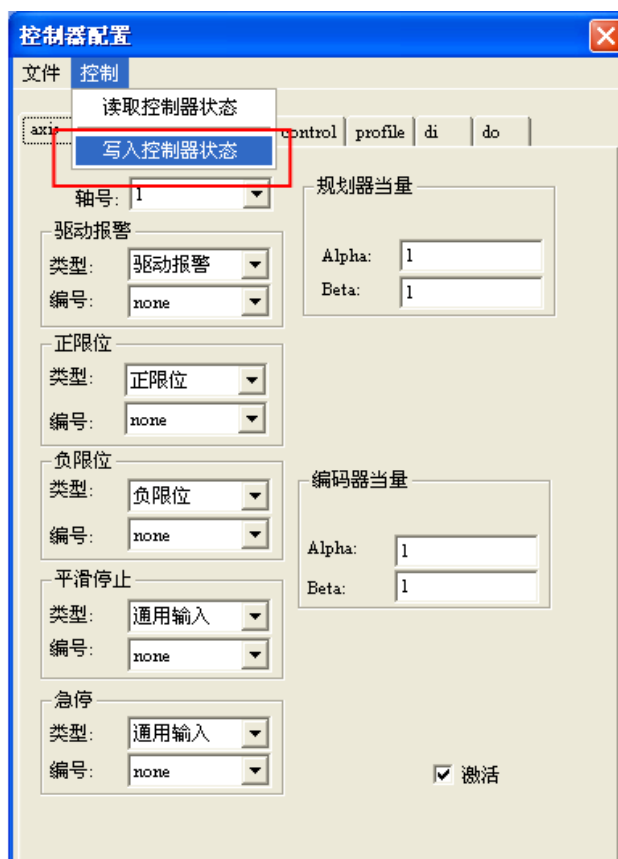 控制器配置
文件 控制
读取控制器状态
写入控制器状态
axis control profile di do
轴号: 1
规划器当量
Alpha: 1
Beta: 1
驱动报警
类型: 驱动报警
编号: none
正限位
类型: 正限位
编号: none
负限位
类型: 负限位
编号: none
编码器当量
Alpha: 1
Beta: 1
平滑停止
类型: 通用输入
编号: none
急停
类型: 通用输入
编号: none
激活